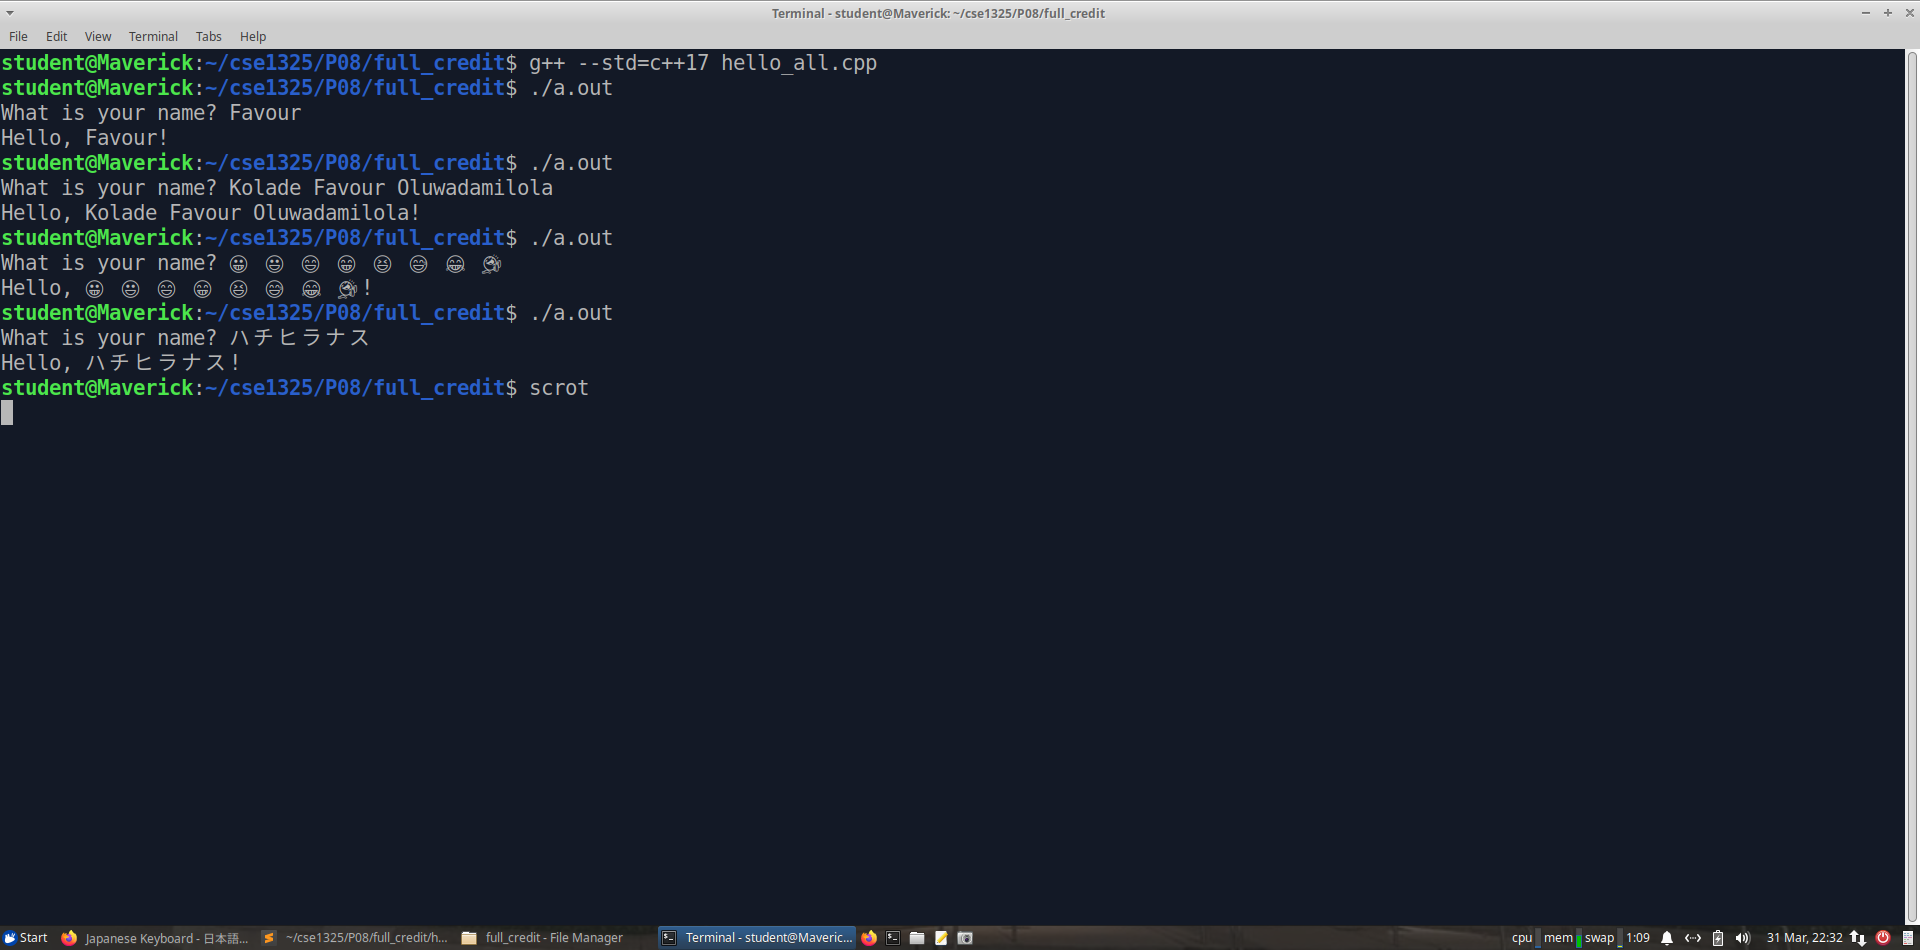 Terminal - student@Maverick: ~/cse1325/P08/full_credit
File Edit View Terminal Tabs Help
student@Maverick:~/cse1325/P08/full_credit$ g++ --std=c++17 hello_all.cpp
student@Maverick:~/cse1325/P08/full_credit$ ./a.out
What is your name? Favour
Hello, Favour!
student@Maverick:~/cse1325/P08/full_credit$ ./a.out
What is your name? Kolade Favour Oluwadamilola
Hello, Kolade Favour Oluwadamilola!
student@Maverick:~/cse1325/P08/full_credit$ ./a.out
What is your name? 😀 😃 😄 😁 😆 😅 😂 🤣
Hello, 😀 😃 😄 😁 😆 😅 😂 🤣!
student@Maverick:~/cse1325/P08/full_credit$ ./a.out
What is your name? ハチヒラナス
Hello, ハチヒラナス!
student@Maverick:~/cse1325/P08/full_credit$ scrot
Start Japanese Keyboard - 日本語... ~/cse1325/P08/full_credit/h... full_credit - File Manager Terminal - student@Maveric... cpu mem swap 1:09 31 Mar, 22:32